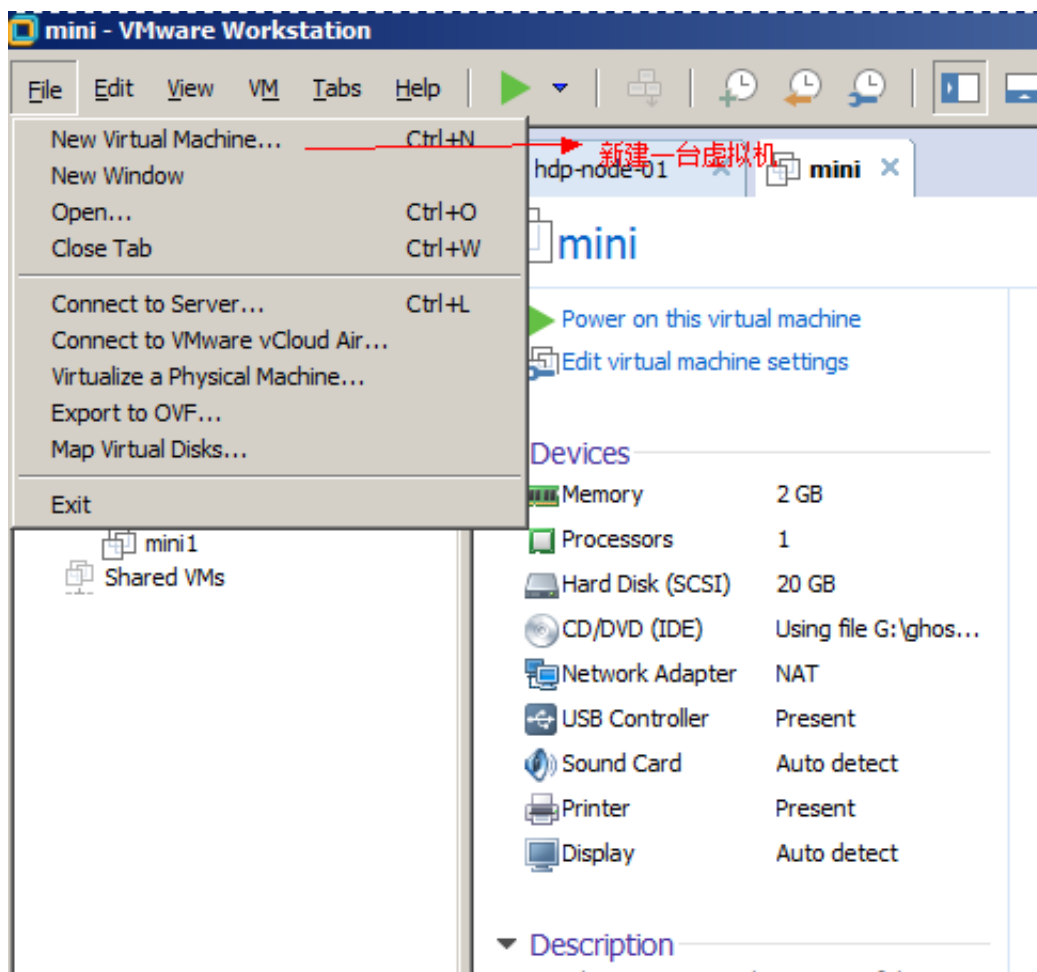 mini - VMware Workstation
File Edit View VM Tabs Help
New Virtual Machine... Ctrl+N
新建一台虚拟机
New Window
Open... Ctrl+O
Close Tab Ctrl+W
Connect to Server... Ctrl+L
Connect to VMware vCloud Air...
Virtualize a Physical Machine...
Export to OVF...
Map Virtual Disks...
Exit
mini1
Shared VMs
hdp-node-01
mini
mini
Power on this virtual machine
Edit virtual machine settings
Devices
Memory 2 GB
Processors 1
Hard Disk (SCSI) 20 GB
CD/DVD (IDE) Using file G:\ghos...
Network Adapter NAT
USB Controller Present
Sound Card Auto detect
Printer Present
Display Auto detect
Description